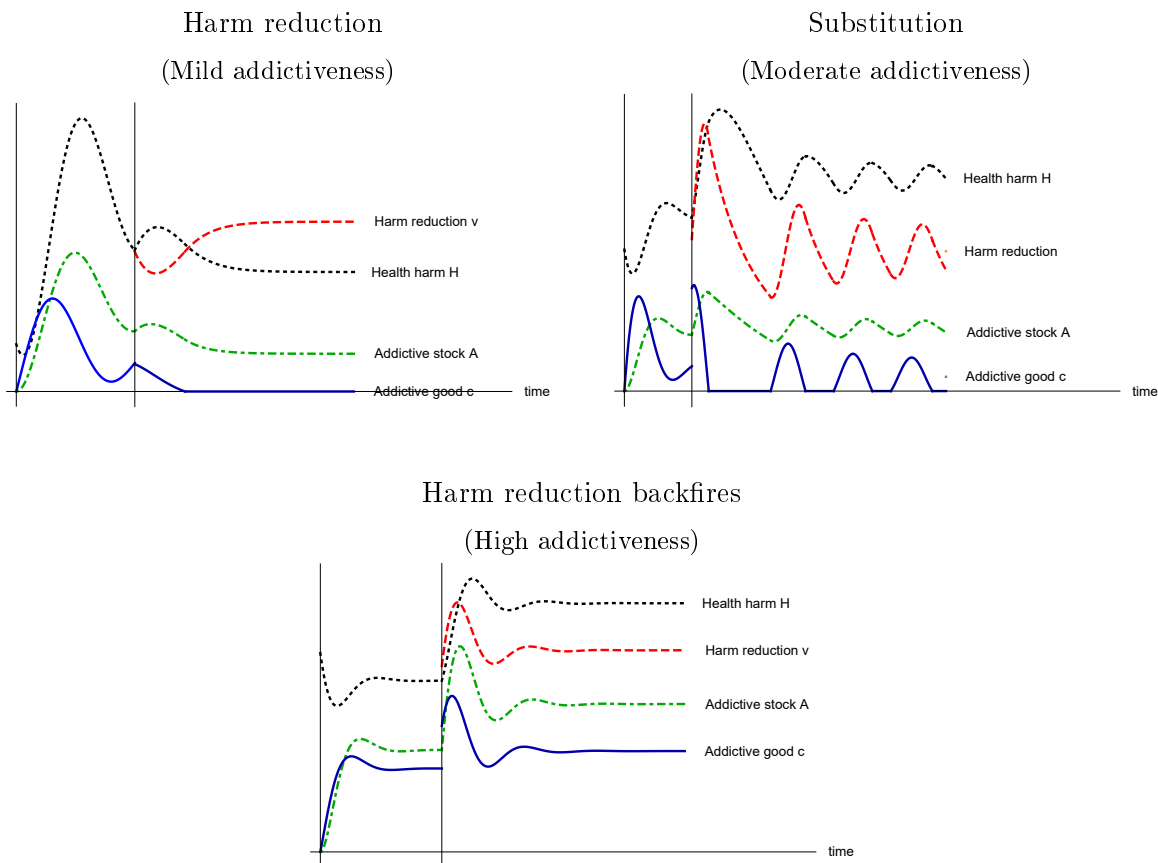 Harm reduction
(Mild addictiveness)
Harm reduction v
Health harm H
Addictive stock A
Addictive good c
time
Substitution
(Moderate addictiveness)
Health harm H
Harm reduction
Addictive stock A
Addictive good c
time
Harm reduction backfires
(High addictiveness)
Health harm H
Harm reduction v
Addictive stock A
Addictive good c
time